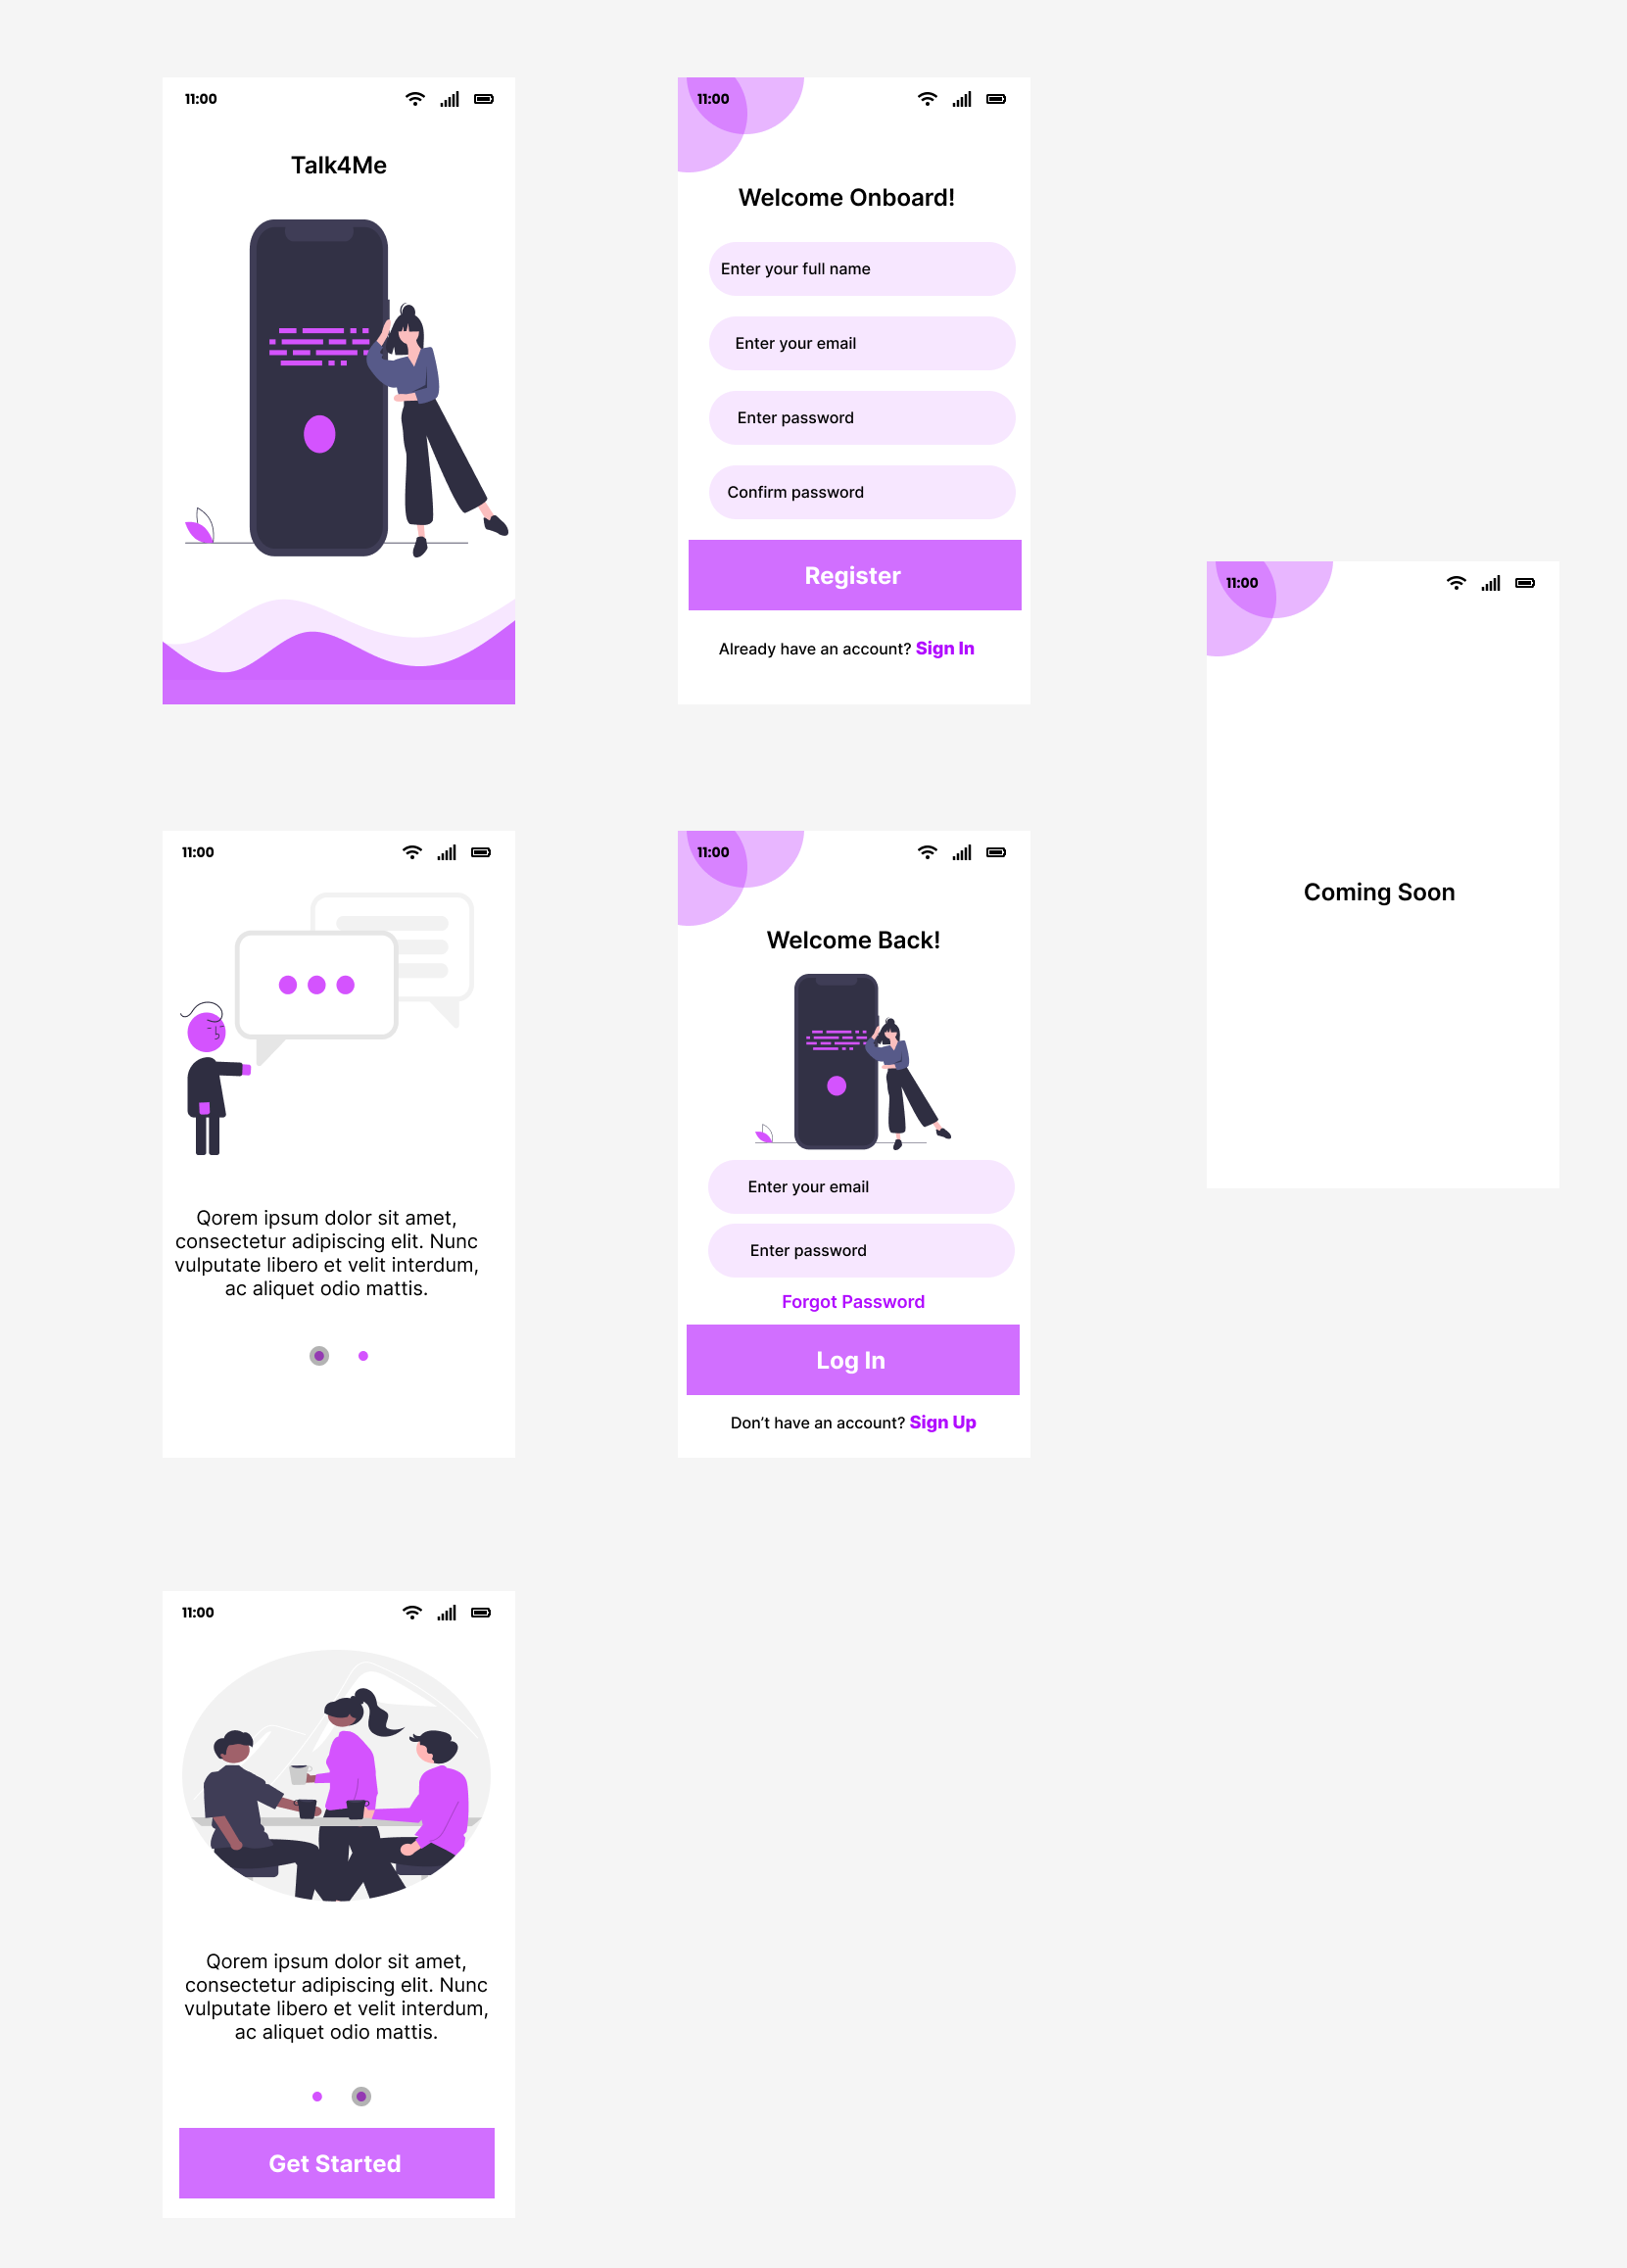 11:00
Talk4Me
11:00
Welcome Onboard!
Enter your full name
Enter your email
Enter password
Confirm password
Register
Already have an account? Sign In
11:00
Coming Soon
11:00
Qorem ipsum dolor sit amet,
consectetur adipiscing elit. Nunc
vulputate libero et velit interdum,
ac aliquet odio mattis.
11:00
Welcome Back!
Enter your email
Enter password
Forgot Password
Log In
Don’t have an account? Sign Up
11:00
Qorem ipsum dolor sit amet,
consectetur adipiscing elit. Nunc
vulputate libero et velit interdum,
ac aliquet odio mattis.
Get Started